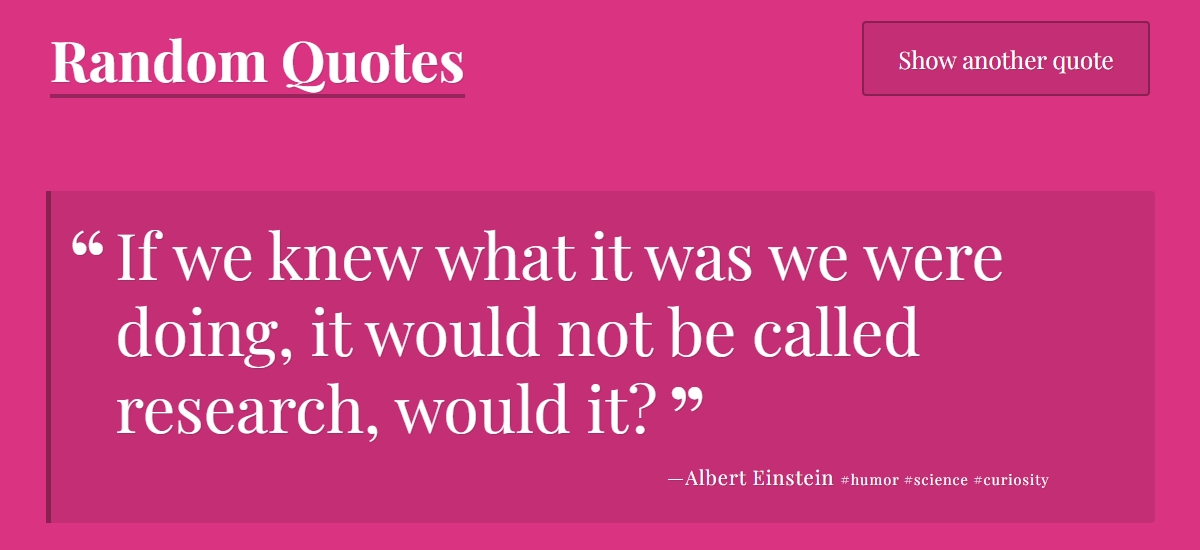 Random Quotes
Show another quote
“ If we knew what it was we were
doing, it would not be called
research, would it? ”
—Albert Einstein #humor #science #curiosity